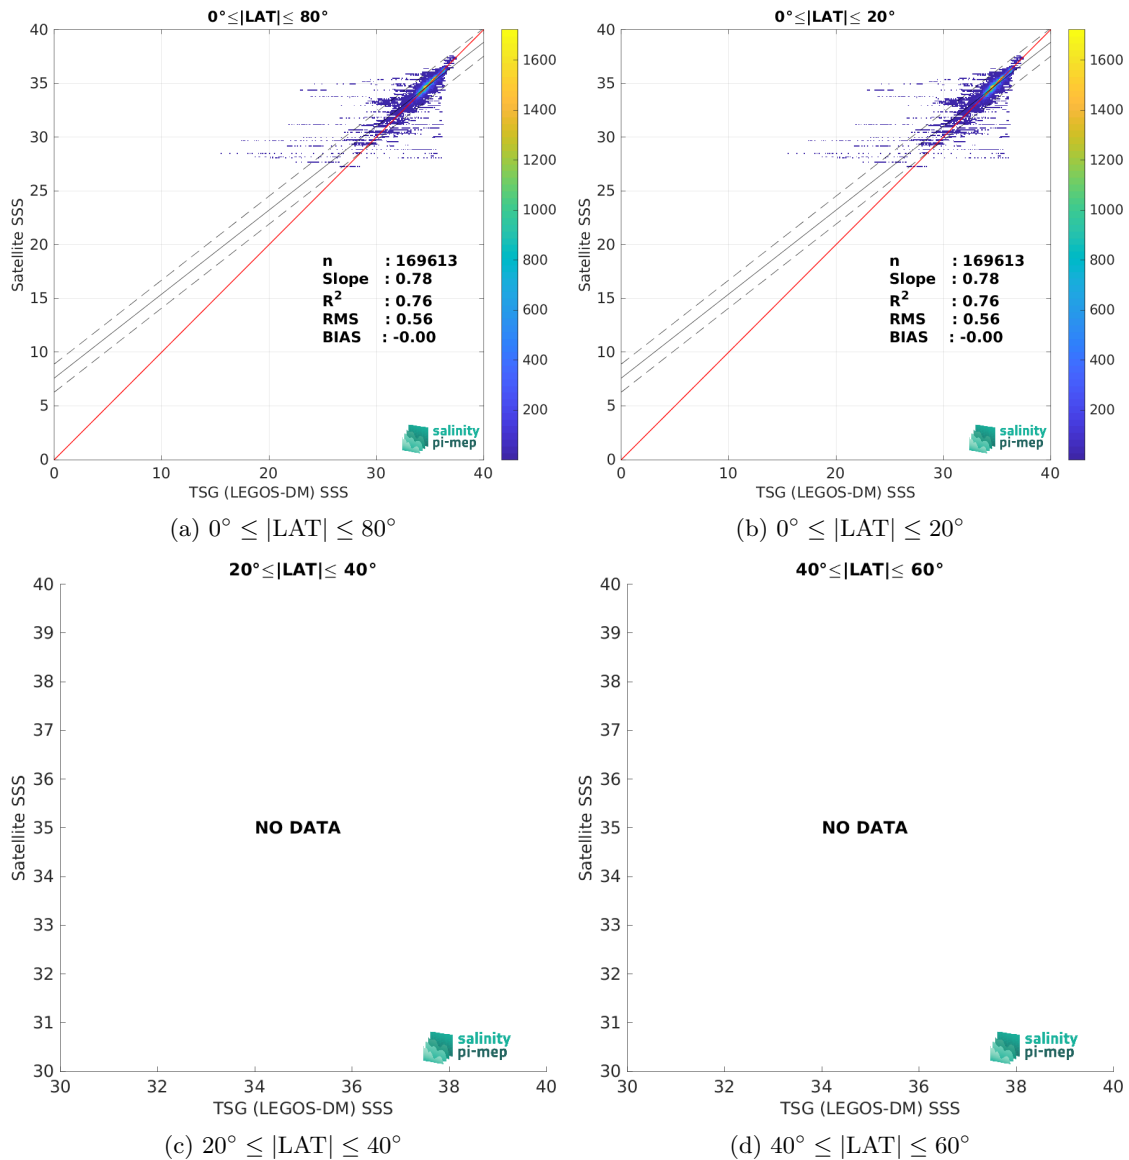 0°≤|LAT|≤ 80°
40
35
30
25
20
15
10
5
0
Satellite SSS
n : 169613
Slope : 0.78
R² : 0.76
RMS : 0.56
BIAS : -0.00
salinity
pi-mep
0 10 20 30 40
TSG (LEGOS-DM) SSS
1600
1400
1200
1000
800
600
400
200
(a) 0° ≤ |LAT| ≤ 80°
0°≤|LAT|≤ 20°
40
35
30
25
20
15
10
5
0
Satellite SSS
n : 169613
Slope : 0.78
R² : 0.76
RMS : 0.56
BIAS : -0.00
salinity
pi-mep
0 10 20 30 40
TSG (LEGOS-DM) SSS
1600
1400
1200
1000
800
600
400
200
(b) 0° ≤ |LAT| ≤ 20°
20°≤|LAT|≤ 40°
40
39
38
37
36
35
34
33
32
31
30
Satellite SSS
NO DATA
salinity
pi-mep
30 32 34 36 38 40
TSG (LEGOS-DM) SSS
(c) 20° ≤ |LAT| ≤ 40°
40°≤|LAT|≤ 60°
40
39
38
37
36
35
34
33
32
31
30
Satellite SSS
NO DATA
salinity
pi-mep
30 32 34 36 38 40
TSG (LEGOS-DM) SSS
(d) 40° ≤ |LAT| ≤ 60°